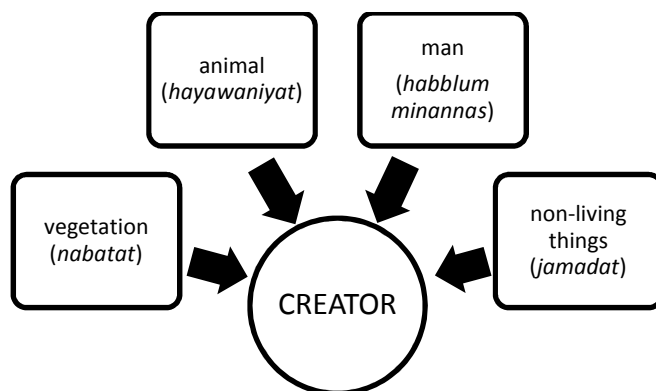 animal
(hayawaniyat)
man
(habblum
minannas)
vegetation
(nabatat)
non-living
things
(jamadat)
CREATOR